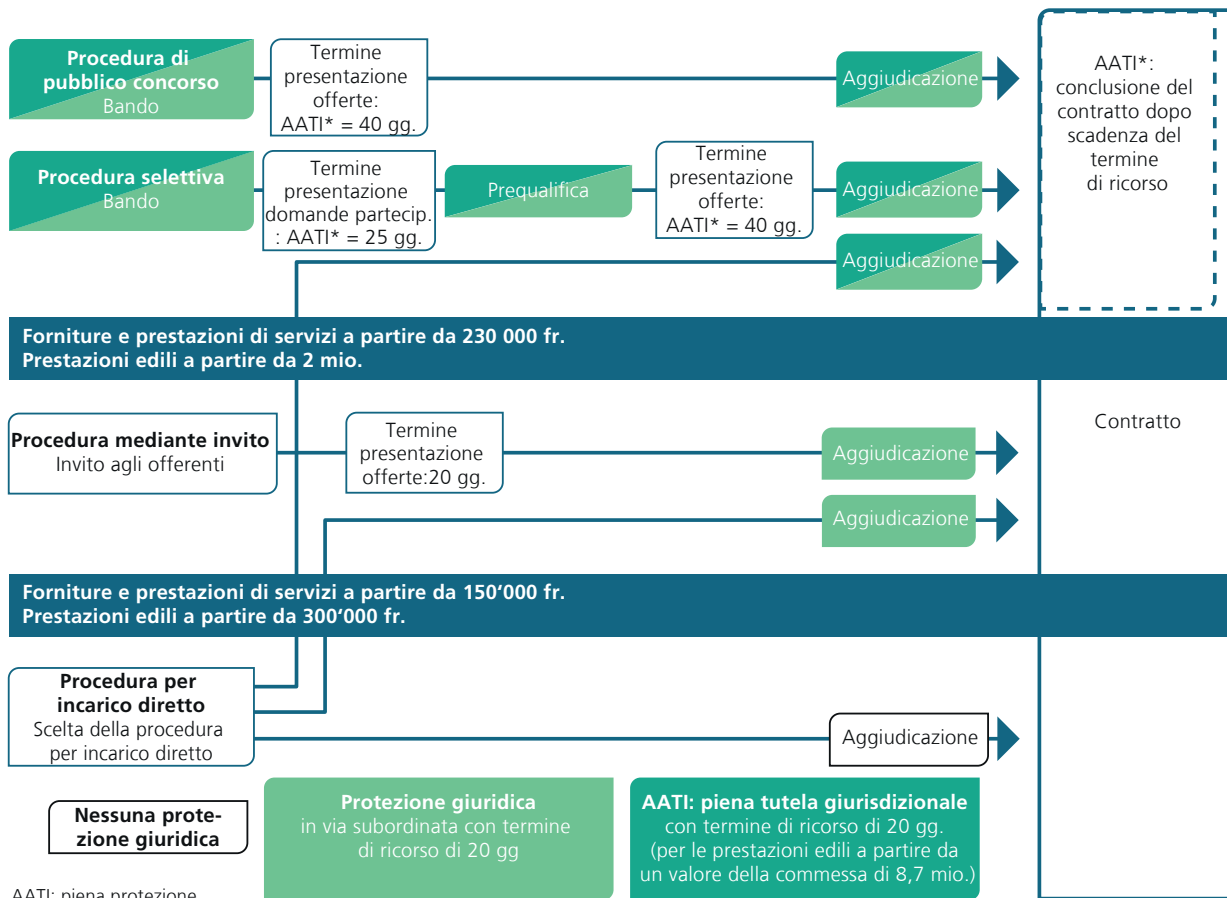 Procedura di
pubblico concorso
Bando
Termine
presentazione
offerte:
AATI* = 40 gg.
Aggiudicazione
AATI*:
conclusione del
contratto dopo
scadenza del
termine
di ricorso
Procedura selettiva
Bando
Termine
presentazione
domande partecip.
: AATI* = 25 gg.
Prequalifica
Termine
presentazione
offerte:
AATI* = 40 gg.
Aggiudicazione
Aggiudicazione
Forniture e prestazioni di servizi a partire da 230 000 fr.
Prestazioni edili a partire da 2 mio.
Procedura mediante invito
Invito agli offerenti
Termine
presentazione
offerte:20 gg.
Aggiudicazione
Contratto
Aggiudicazione
Forniture e prestazioni di servizi a partire da 150‘000 fr.
Prestazioni edili a partire da 300‘000 fr.
Procedura per
incarico diretto
Scelta della procedura
per incarico diretto
Aggiudicazione
Nessuna prote-
zione giuridica
Protezione giuridica
in via subordinata con termine
di ricorso di 20 gg
AATI: piena tutela giurisdizionale
con termine di ricorso di 20 gg.
(per le prestazioni edili a partire da
un valore della commessa di 8,7 mio.)
AATI: piena protezione